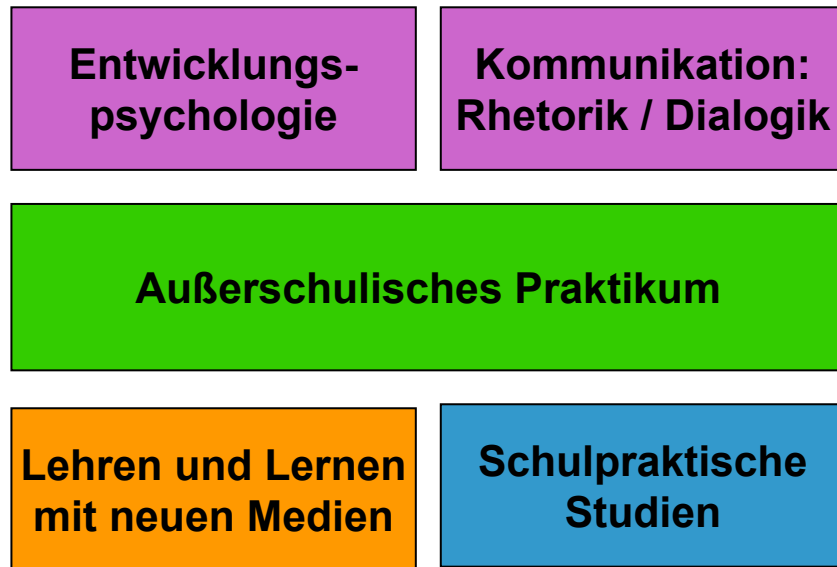 Entwicklungs-
psychologie
Kommunikation:
Rhetorik / Dialogik
Außerschulisches Praktikum
Lehren und Lernen
mit neuen Medien
Schulpraktische
Studien